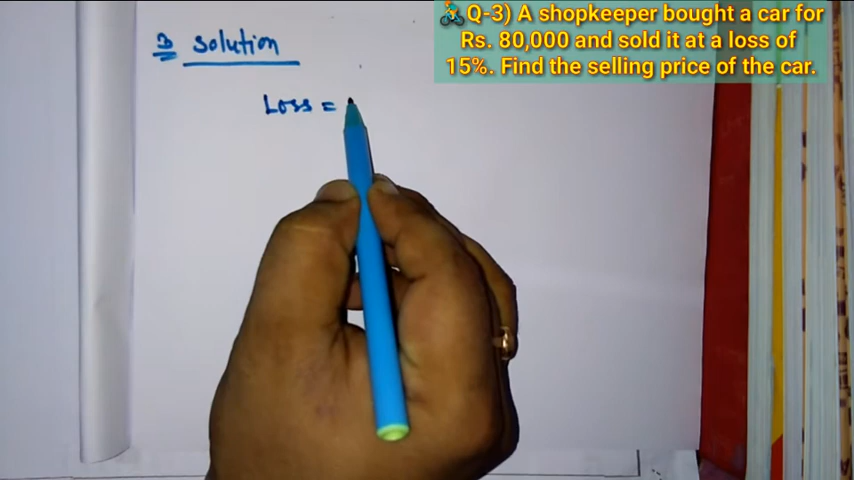 🚴Q-3) A shopkeeper bought a car for
Rs. 80,000 and sold it at a loss of
15%. Find the selling price of the car.
3 Solution
Loss =